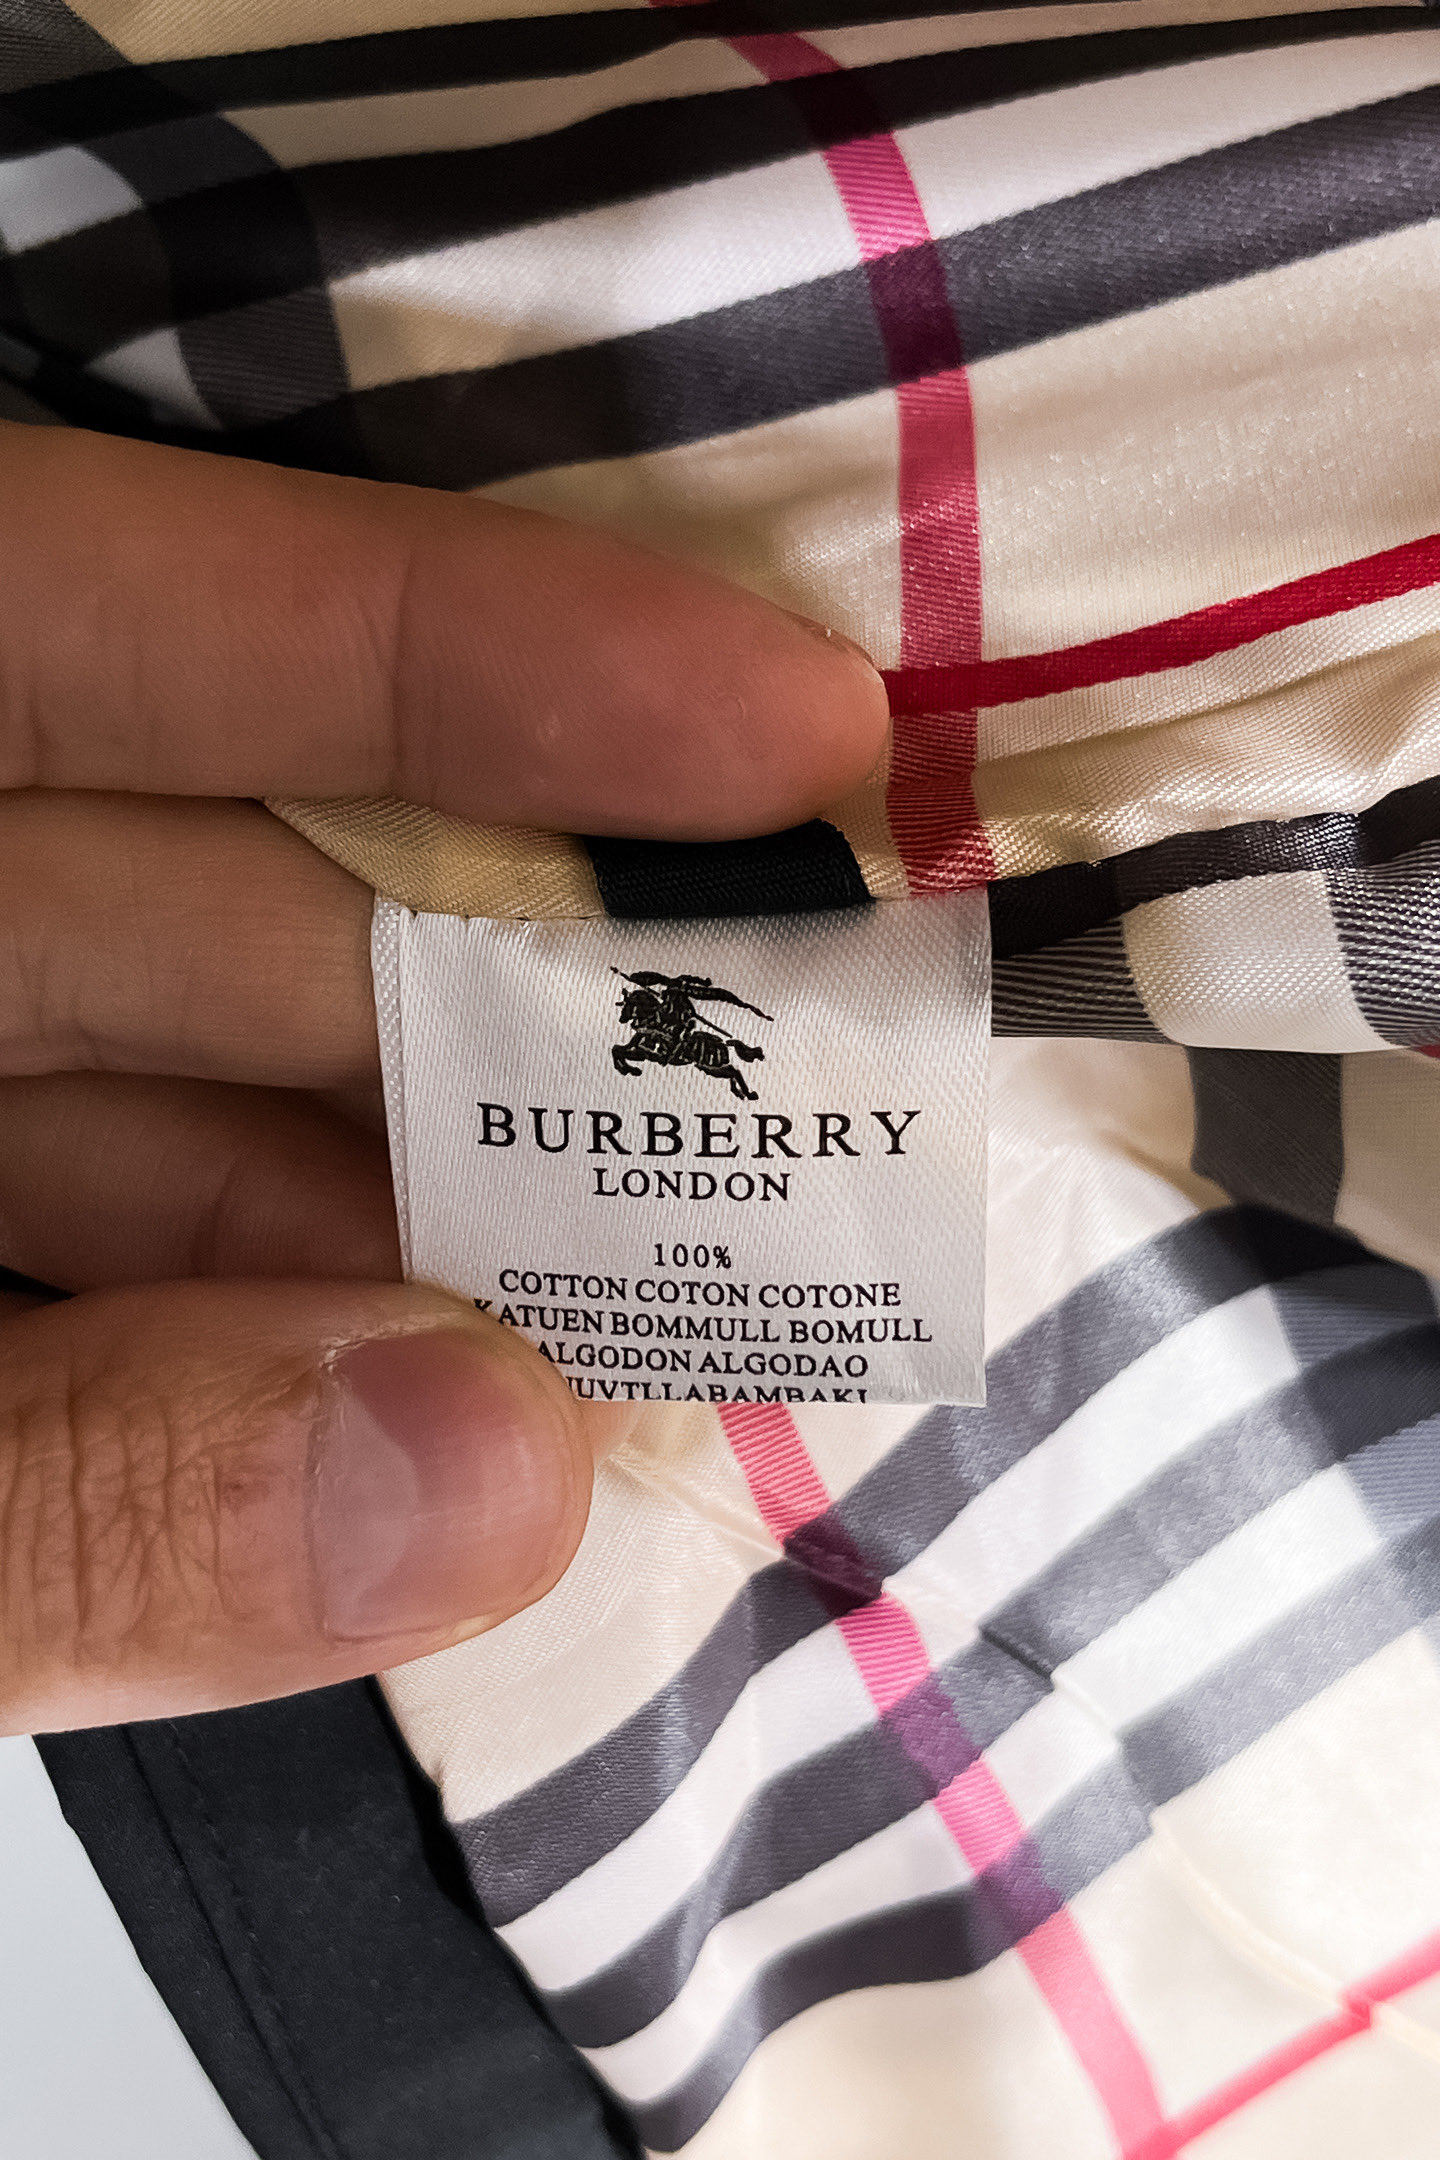 BURBERRY
LONDON
100%
COTTON COTON COTONE
KATUEN BOMMULL BOMULL
ALGODON ALGODAO